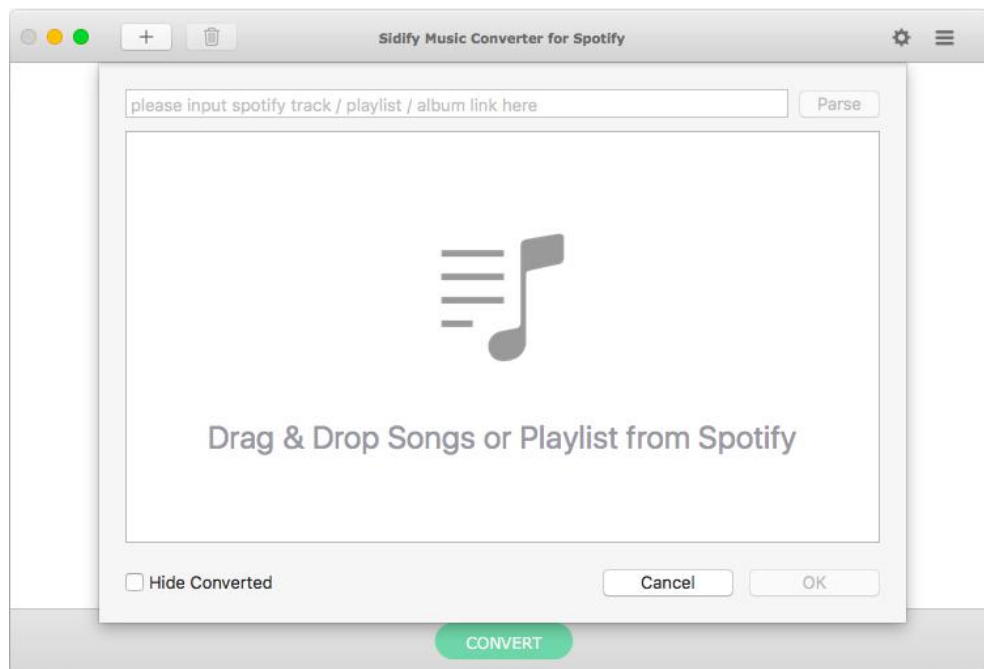 Sidify Music Converter for Spotify
please input spotify track / playlist / album link here
Parse
Drag & Drop Songs or Playlist from Spotify
Hide Converted
Cancel
OK
CONVERT